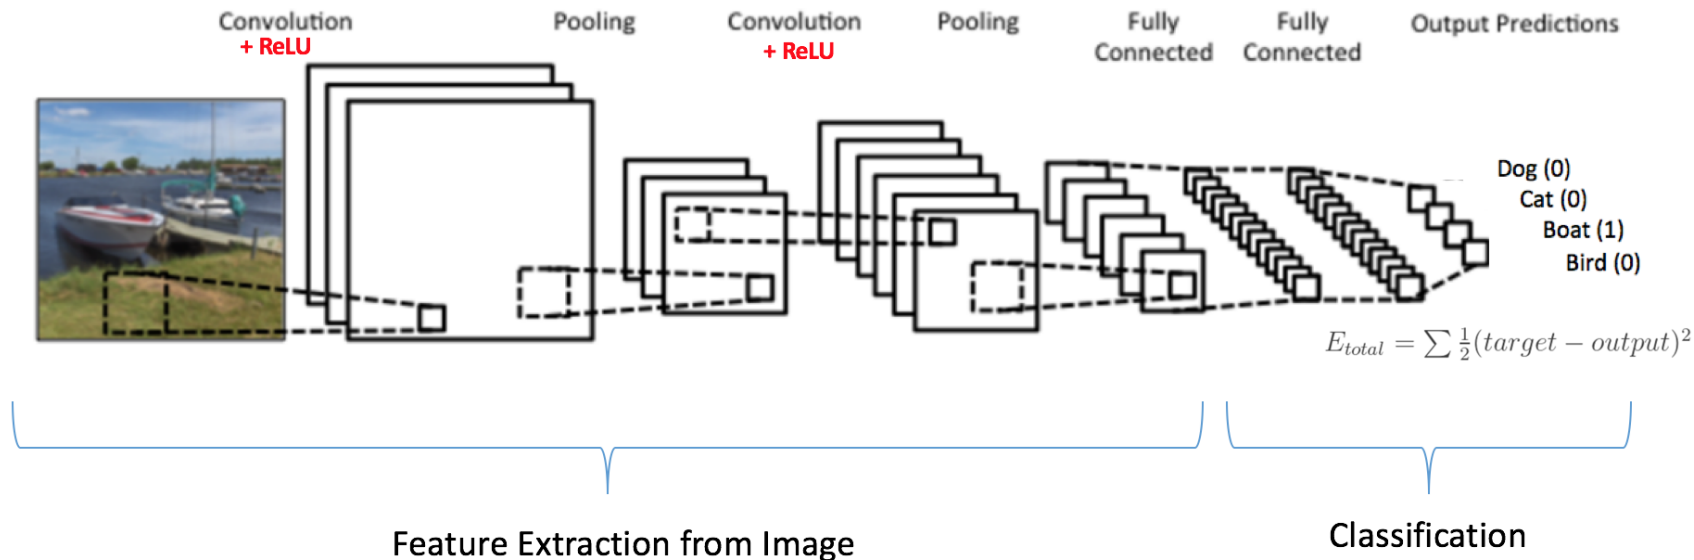 Convolution
+ ReLU
Pooling
Convolution
+ ReLU
Pooling
Fully
Connected
Fully
Connected
Output Predictions
Dog (0)
Cat (0)
Boat (1)
Bird (0)
E_total = ∑ ½(target − output)²
Feature Extraction from Image
Classification